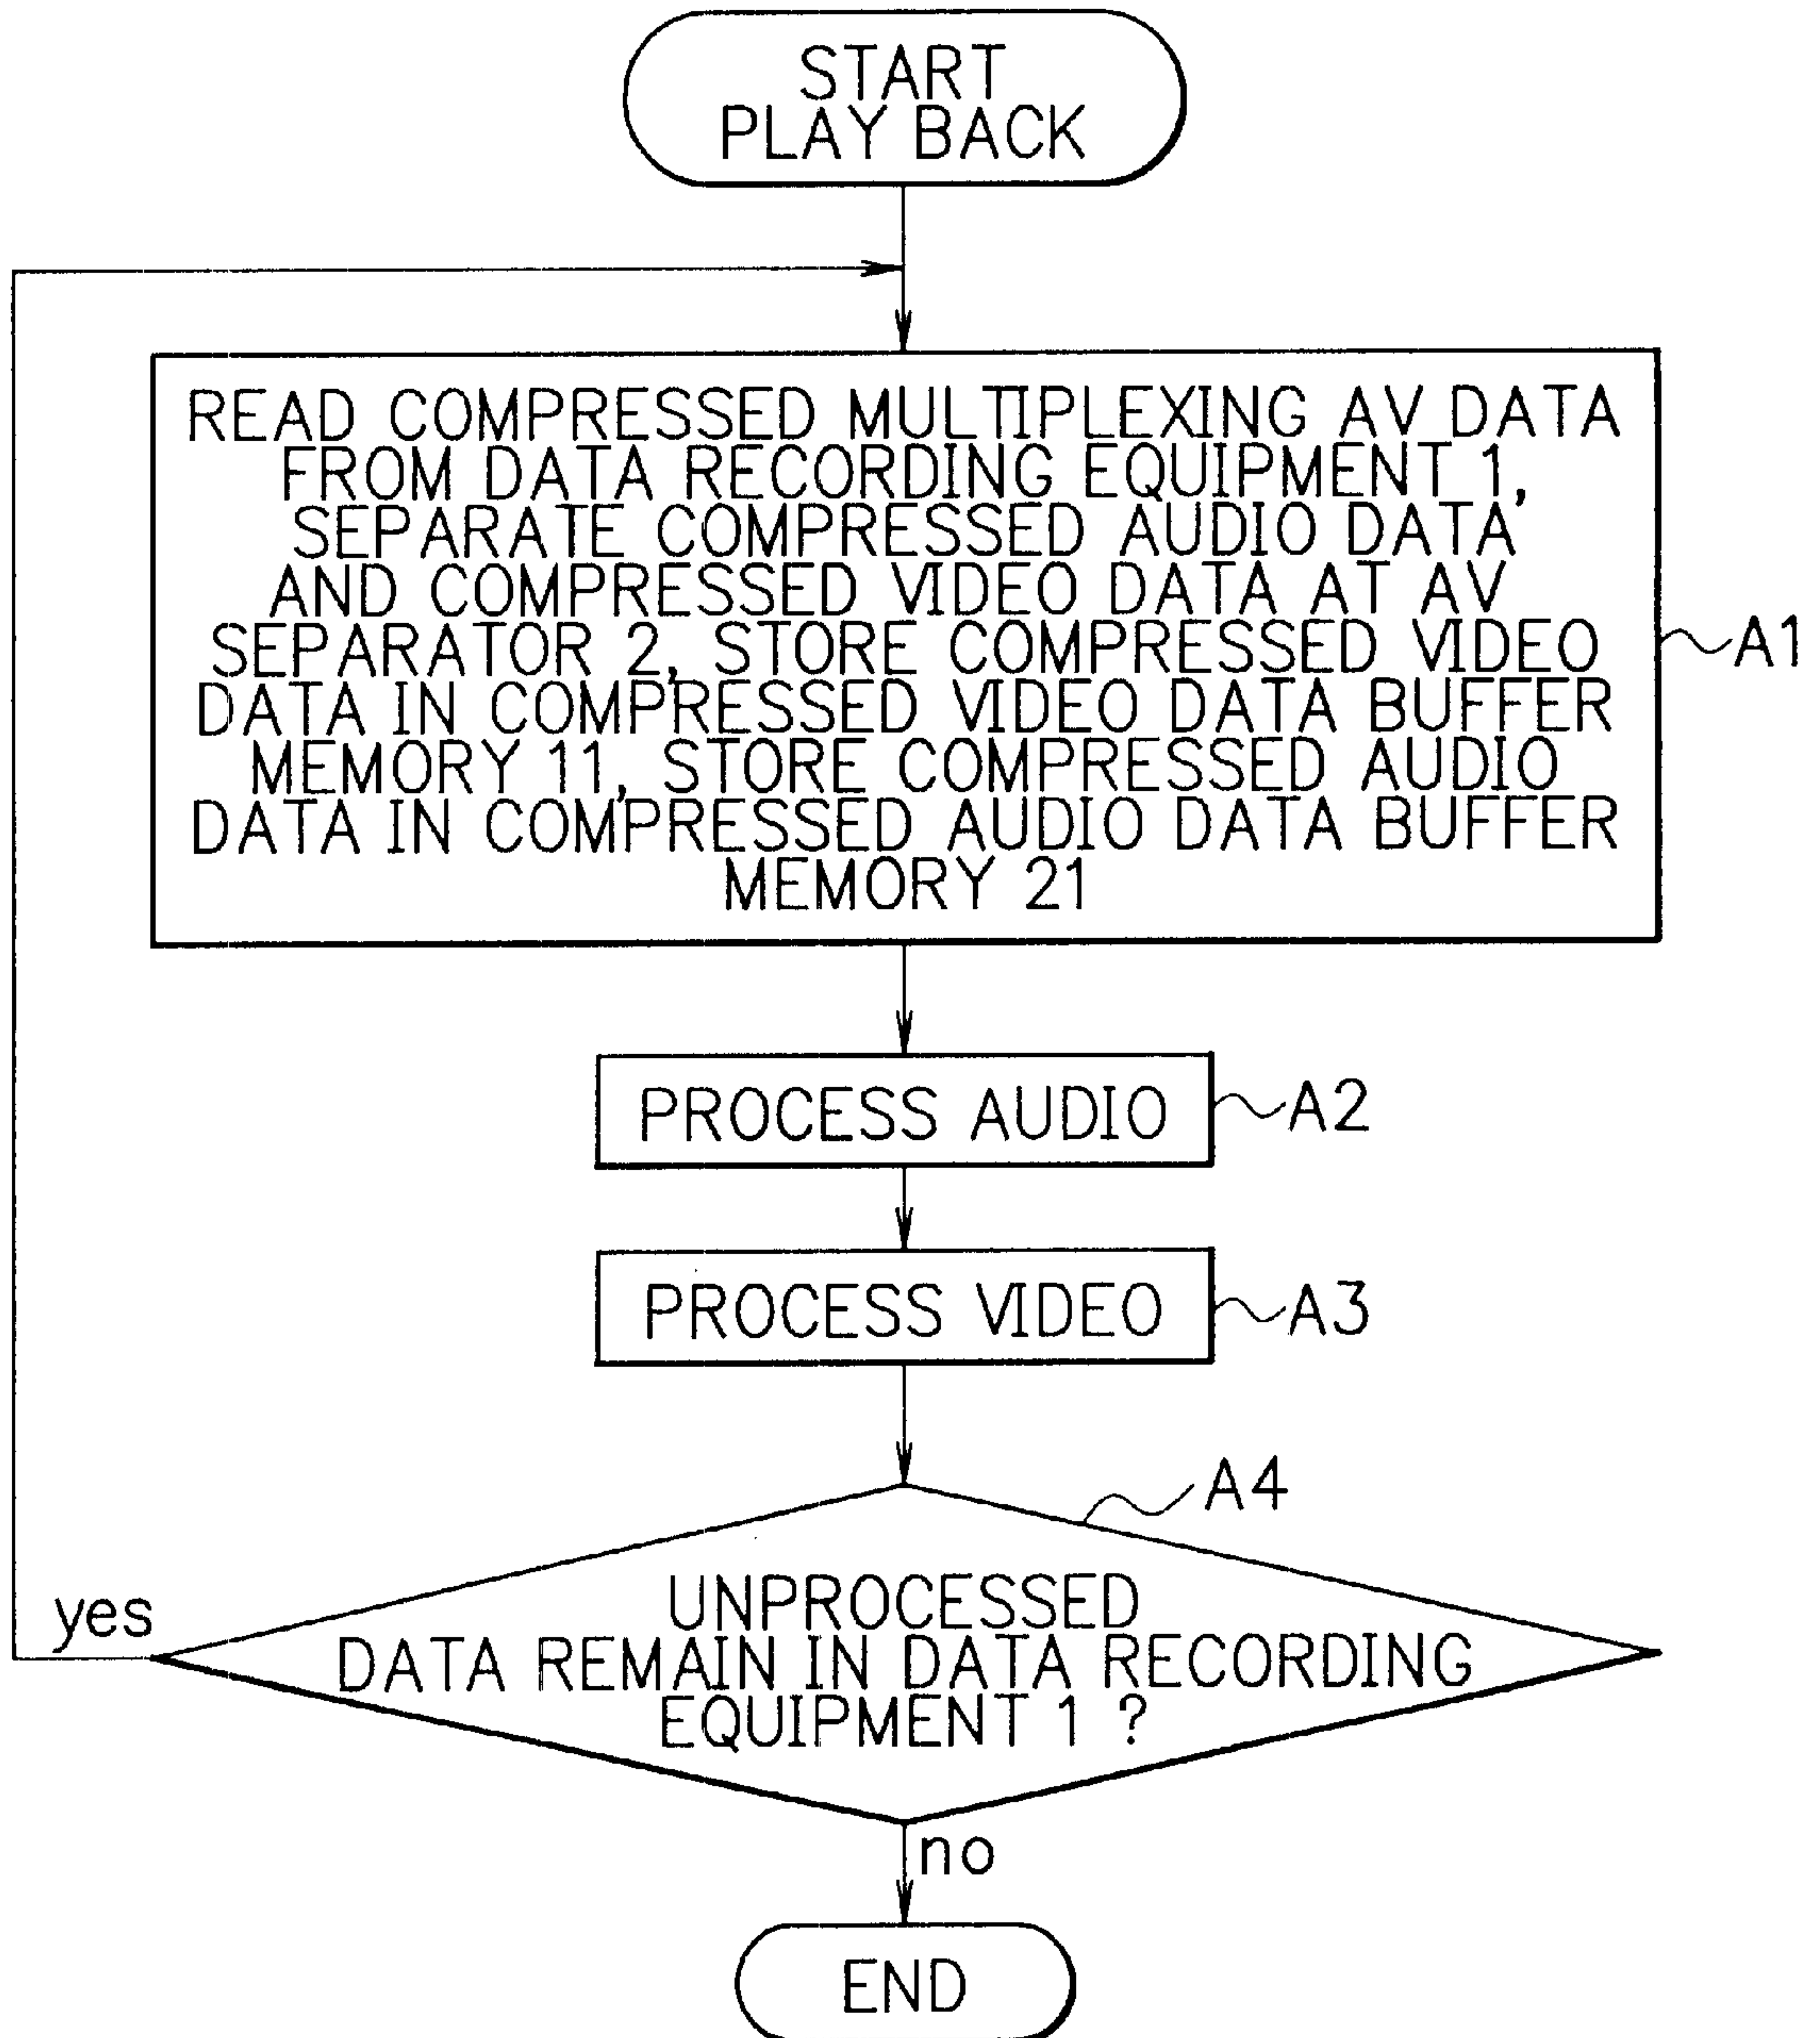 START
PLAY BACK
READ COMPRESSED MULTIPLEXING AV DATA
FROM DATA RECORDING EQUIPMENT 1,
SEPARATE COMPRESSED AUDIO DATA
AND COMPRESSED VIDEO DATA AT AV
SEPARATOR 2, STORE COMPRESSED VIDEO
DATA IN COMPRESSED VIDEO DATA BUFFER
MEMORY 11, STORE COMPRESSED AUDIO
DATA IN COMPRESSED AUDIO DATA BUFFER
MEMORY 21
A1
PROCESS AUDIO
A2
PROCESS VIDEO
A3
A4
UNPROCESSED
DATA REMAIN IN DATA RECORDING
EQUIPMENT 1 ?
yes
no
END